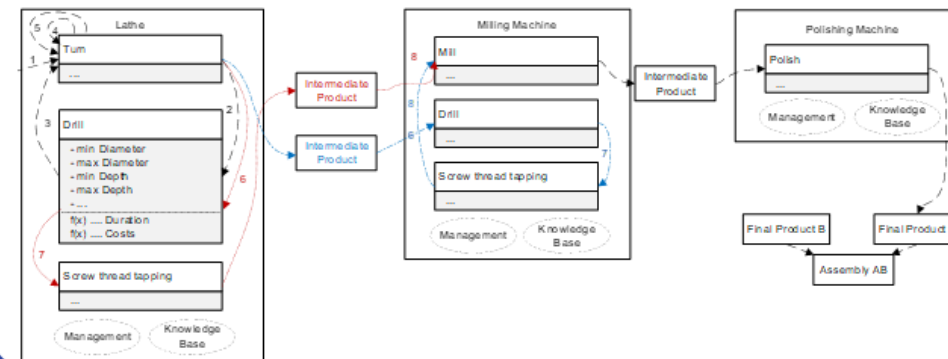 Lathe
5
4
Turn
...
1
3
2
Drill
- min Diameter
- max Diameter
- min Depth
- max Depth
- ...
f(x) .... Duration
f(x) .... Costs
6
7
Screw thread tapping
...
Management
Knowledge
Base
Intermediate
Product
Intermediate
Product
Milling Machine
8
Mill
...
8
Drill
...
6
7
Screw thread tapping
...
Management
Knowledge
Base
Intermediate
Product
Polishing Machine
Polish
...
Management
Knowledge
Base
Final Product B
Final Product
Assembly AB